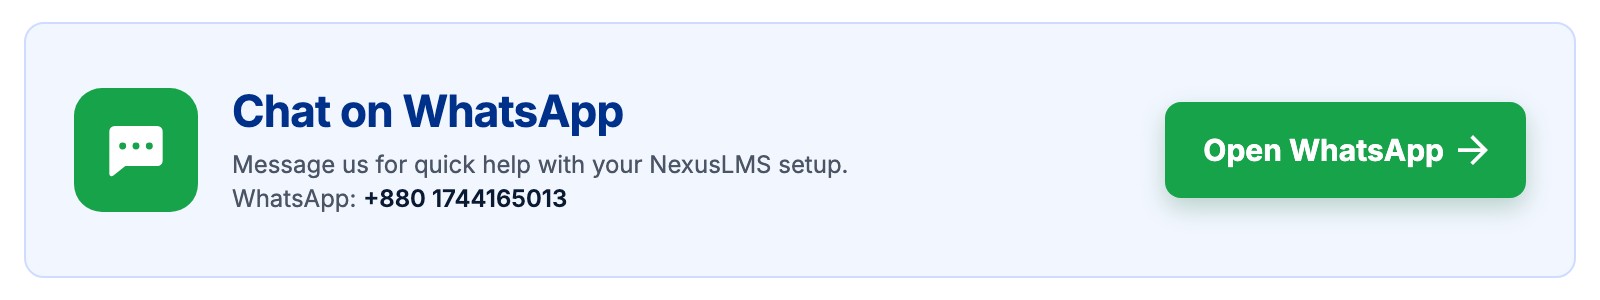 Chat on WhatsApp
Message us for quick help with your NexusLMS setup.
WhatsApp: +880 1744165013
Open WhatsApp →